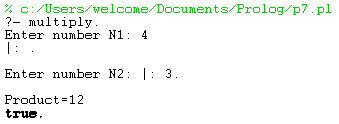 % c:/Users/welcome/Documents/Prolog/p7.pl
?- multiply.
Enter number N1: 4
|: .
Enter number N2: |: 3.
Product=12
true.